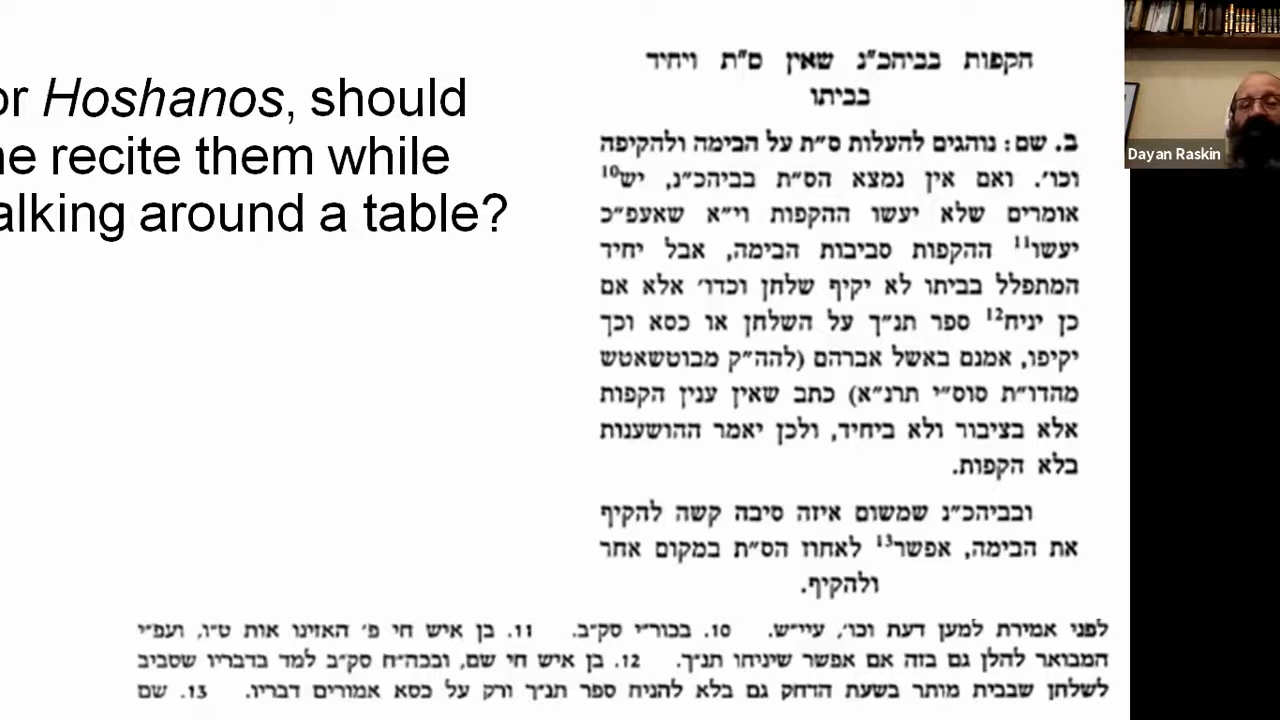 or Hoshanos, should
ne recite them while
alking around a table?
הקפות בביהכ״נ שאין ס״ת ויחיד
בביתו
ב. שם: נוהגים להעלות ס״ת על הבימה ולהקיפה
וכו׳. ואם אין נמצא הס״ת בביהכ״נ, יש10
אומרים שלא יעשו ההקפות וי״א שאעפ״כ
יעשו11 ההקפות סביבות הבימה, אבל יחיד
המתפלל בביתו לא יקיף שלחן וכדו׳ אלא אם
כן יניח12 ספר תנ״ך על השלחן או כסא וכך
יקיפו, אמנם באשל אברהם (להה״ק מבוטשאטש
מהדו״ת סוס״י תרנ״א) כתב שאין ענין הקפות
אלא בציבור ולא ביחיד, ולכן יאמר ההושענות
בלא הקפות.
ובביהכ״נ שמשום איזה סיבה קשה להקיף
את הבימה, אפשר13 לאחוז הס״ת במקום אחר
ולהקיף.
לפני אמירת למען דעת וכו׳, עיי״ש. 10. בכור״י סק״ב. 11. בן איש חי פ׳ האזינו אות ט״ו, ועפ״י
המבואר להלן גם בזה אם אפשר שיניחו תנ״ך. 12. בן איש חי שם, ובכה״ח סק״ב למד בדבריו שסביב
לשלחן שבבית מותר בשעת הדחק גם בלא להניח ספר תנ״ך ורק על כסא אמורים דבריו. 13. שם
Dayan Raskin